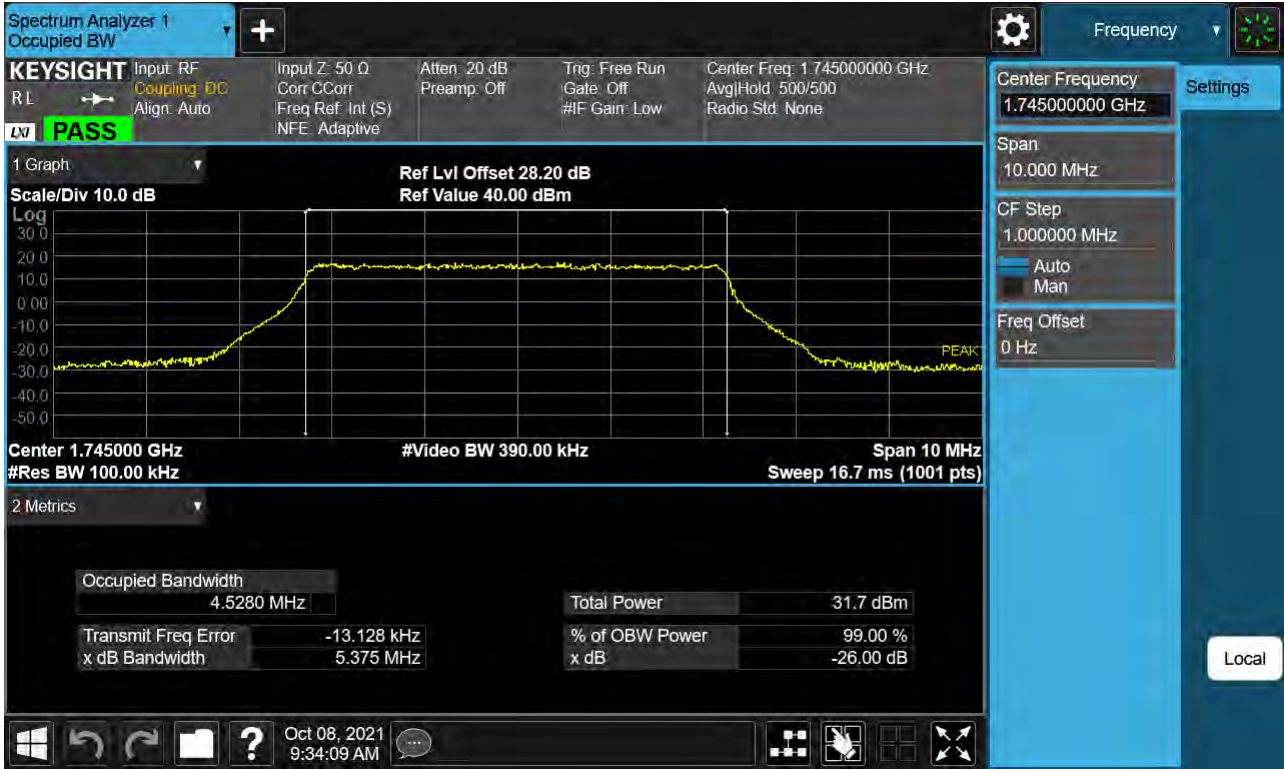 Spectrum Analyzer 1
Occupied BW
+
Frequency
KEYSIGHT
RL
LXI
PASS
Input: RF
Coupling: DC
Align: Auto
Input Z: 50 Ω
Corr CCorr
Freq Ref: Int (S)
NFE: Adaptive
Atten: 20 dB
Preamp: Off
Trig: Free Run
Gate: Off
#IF Gain: Low
Center Freq: 1.745000000 GHz
Avg|Hold: 500/500
Radio Std: None
1 Graph
Scale/Div 10.0 dB
Ref Lvl Offset 28.20 dB
Ref Value 40.00 dBm
Log
30.0
20.0
10.0
0.00
-10.0
-20.0
-30.0
-40.0
-50.0
PEAK
Center 1.745000 GHz
#Video BW 390.00 kHz
Span 10 MHz
#Res BW 100.00 kHz
Sweep 16.7 ms (1001 pts)
2 Metrics
Occupied Bandwidth
4.5280 MHz
Total Power 31.7 dBm
Transmit Freq Error -13.128 kHz
% of OBW Power 99.00 %
x dB Bandwidth 5.375 MHz
x dB -26.00 dB
?
Oct 08, 2021
9:34:09 AM
Center Frequency
1.745000000 GHz
Settings
Span
10.000 MHz
CF Step
1.000000 MHz
Auto
Man
Freq Offset
0 Hz
Local